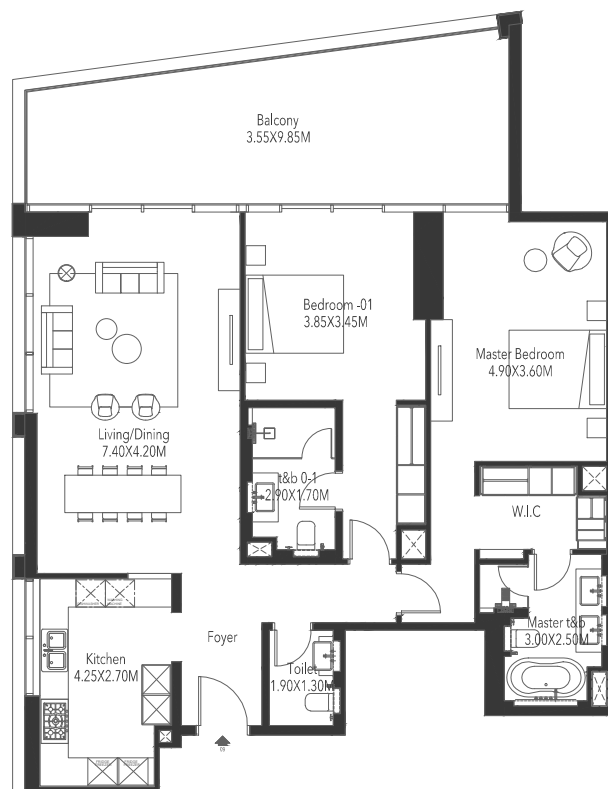 Balcony
3.55X9.85M
Bedroom -01
3.85X3.45M
Master Bedroom
4.90X3.60M
Living/Dining
7.40X4.20M
t&b 0-1
2.90X1.70M
W.I.C
Master t&b
3.00X2.50M
Foyer
Kitchen
4.25X2.70M
Toilet
1.90X1.30M